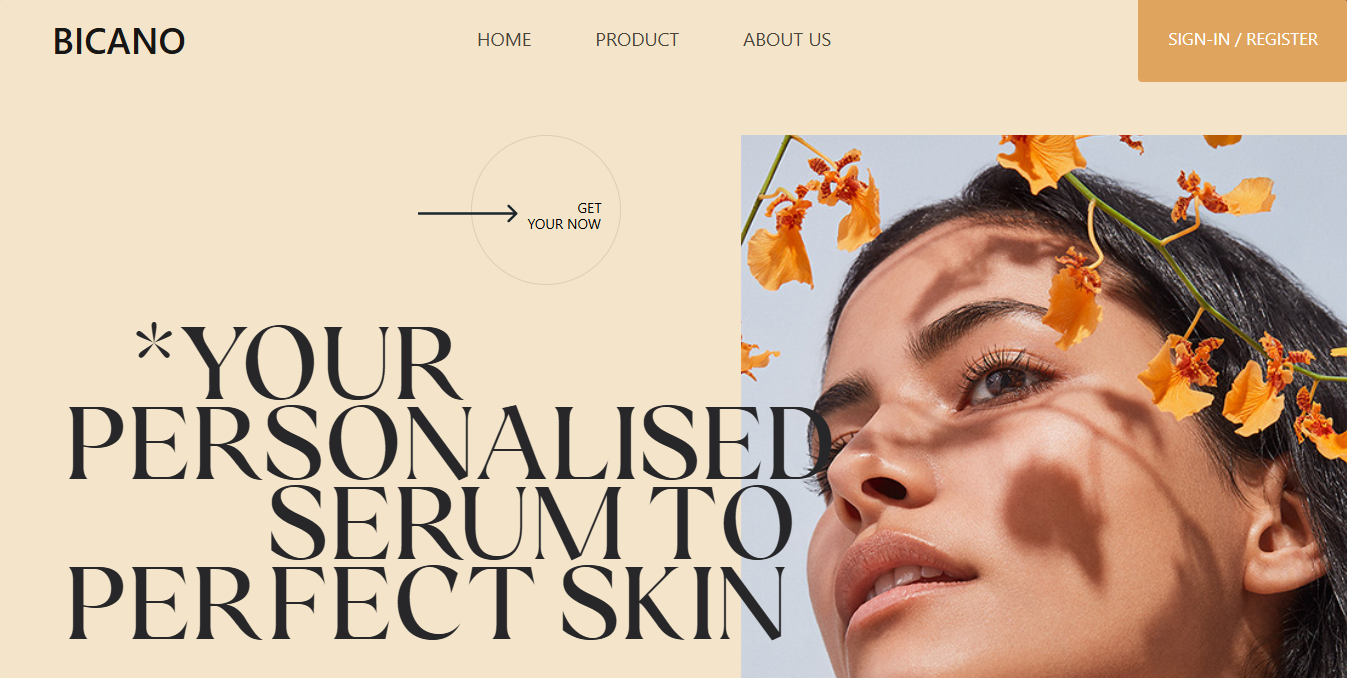 BICANO
HOME
PRODUCT
ABOUT US
SIGN-IN / REGISTER
GET
YOUR NOW
*YOUR
PERSONALISED
SERUM TO
PERFECT SKIN